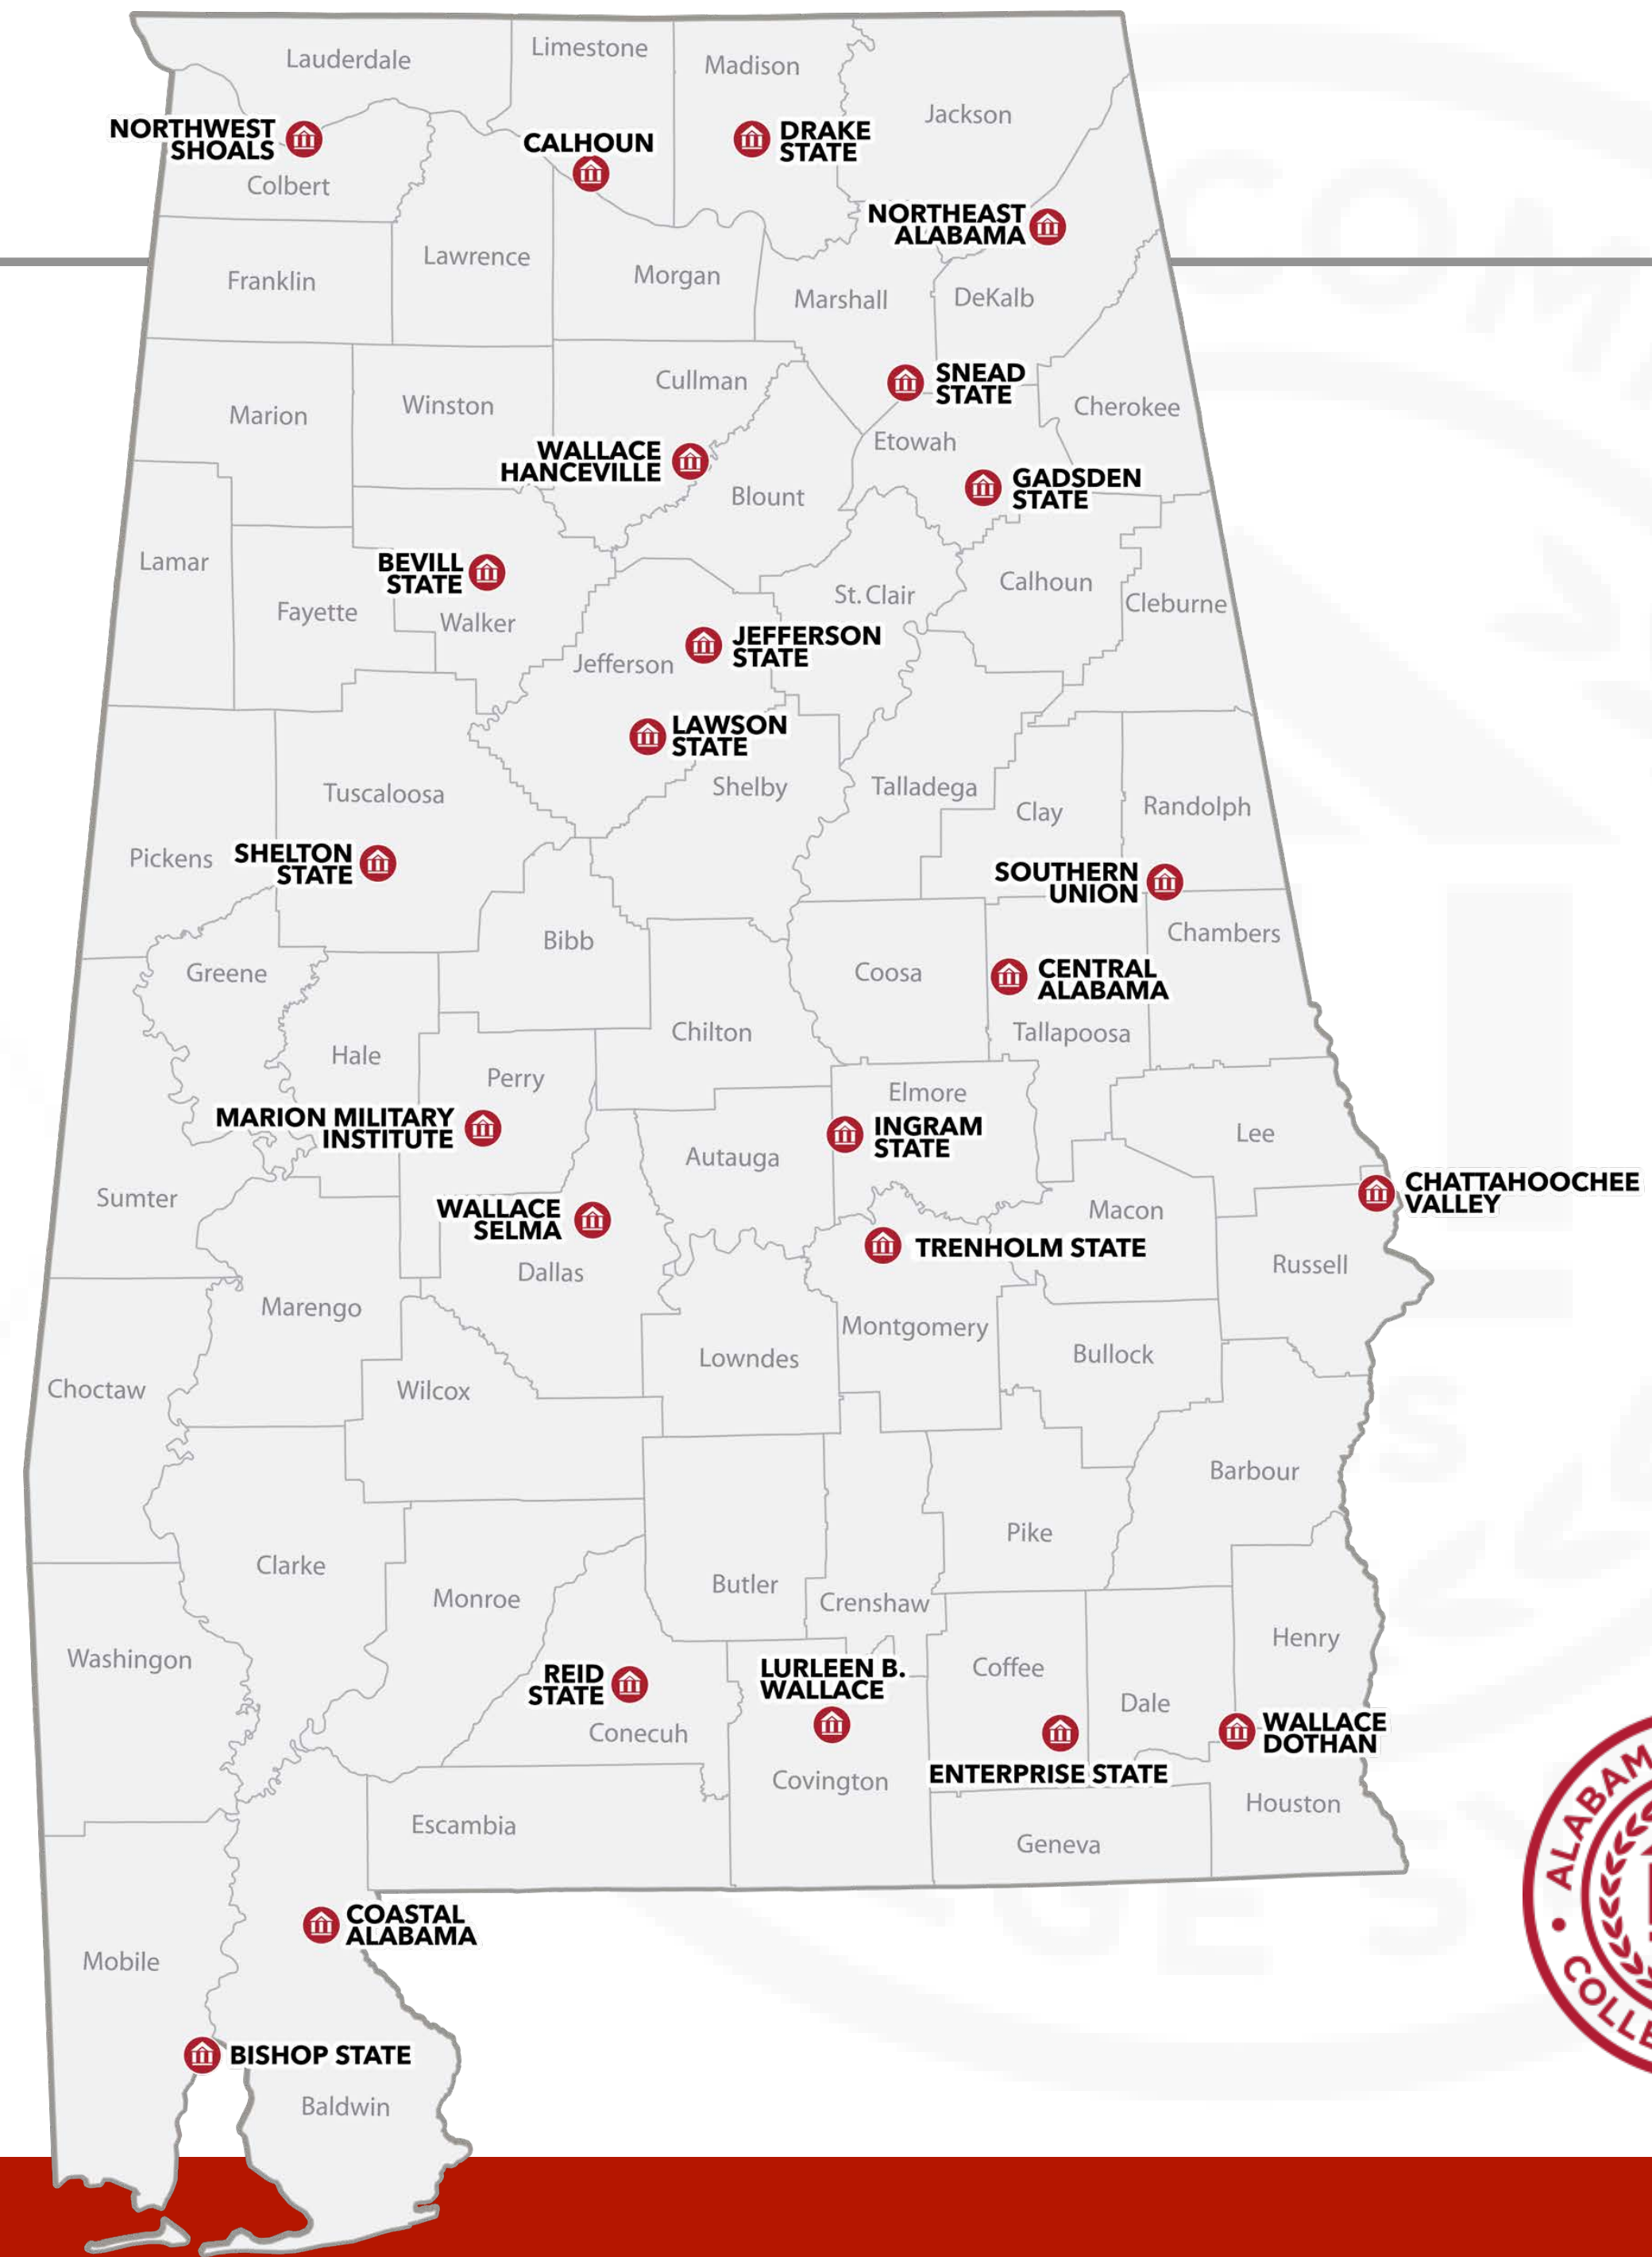 Lauderdale
Limestone
Madison
Jackson
NORTHWEST
SHOALS
CALHOUN
DRAKE
STATE
Colbert
NORTHEAST
ALABAMA
Franklin
Lawrence
Morgan
Marshall
DeKalb
SNEAD
STATE
Marion
Winston
Cullman
Cherokee
Etowah
WALLACE
HANCEVILLE
Blount
GADSDEN
STATE
Lamar
BEVILL
STATE
Fayette
Walker
St. Clair
Calhoun
Cleburne
Jefferson
JEFFERSON
STATE
LAWSON
STATE
Tuscaloosa
Shelby
Talladega
Clay
Randolph
Pickens
SHELTON
STATE
SOUTHERN
UNION
Chambers
Greene
Bibb
Coosa
CENTRAL
ALABAMA
Tallapoosa
Hale
Perry
Chilton
Elmore
MARION MILITARY
INSTITUTE
INGRAM
STATE
Lee
Autauga
Sumter
WALLACE
SELMA
Macon
CHATTAHOOCHEE
VALLEY
TRENHOLM STATE
Dallas
Russell
Marengo
Montgomery
Lowndes
Bullock
Choctaw
Wilcox
Barbour
Pike
Clarke
Monroe
Butler
Crenshaw
Henry
Washingon
REID
STATE
Conecuh
LURLEEN B.
WALLACE
Covington
Coffee
Dale
ENTERPRISE STATE
WALLACE
DOTHAN
Houston
Escambia
Geneva
COASTAL
ALABAMA
Mobile
BISHOP STATE
Baldwin